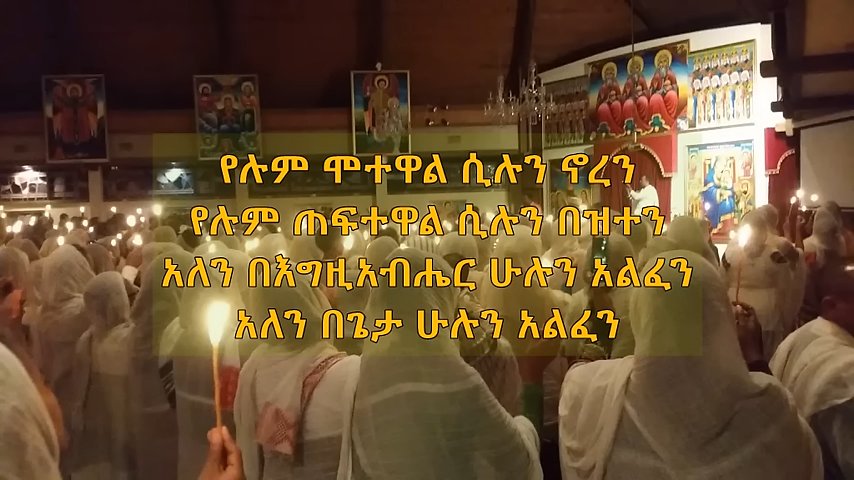 የሉም ሞተዋል ሲሉን ኖረን
የሉም ጠፍተዋል ሲሉን በዝተን
አለን በእግዚአብሔር ሁሉን አልፈን
አለን በጌታ ሁሉን አልፈን